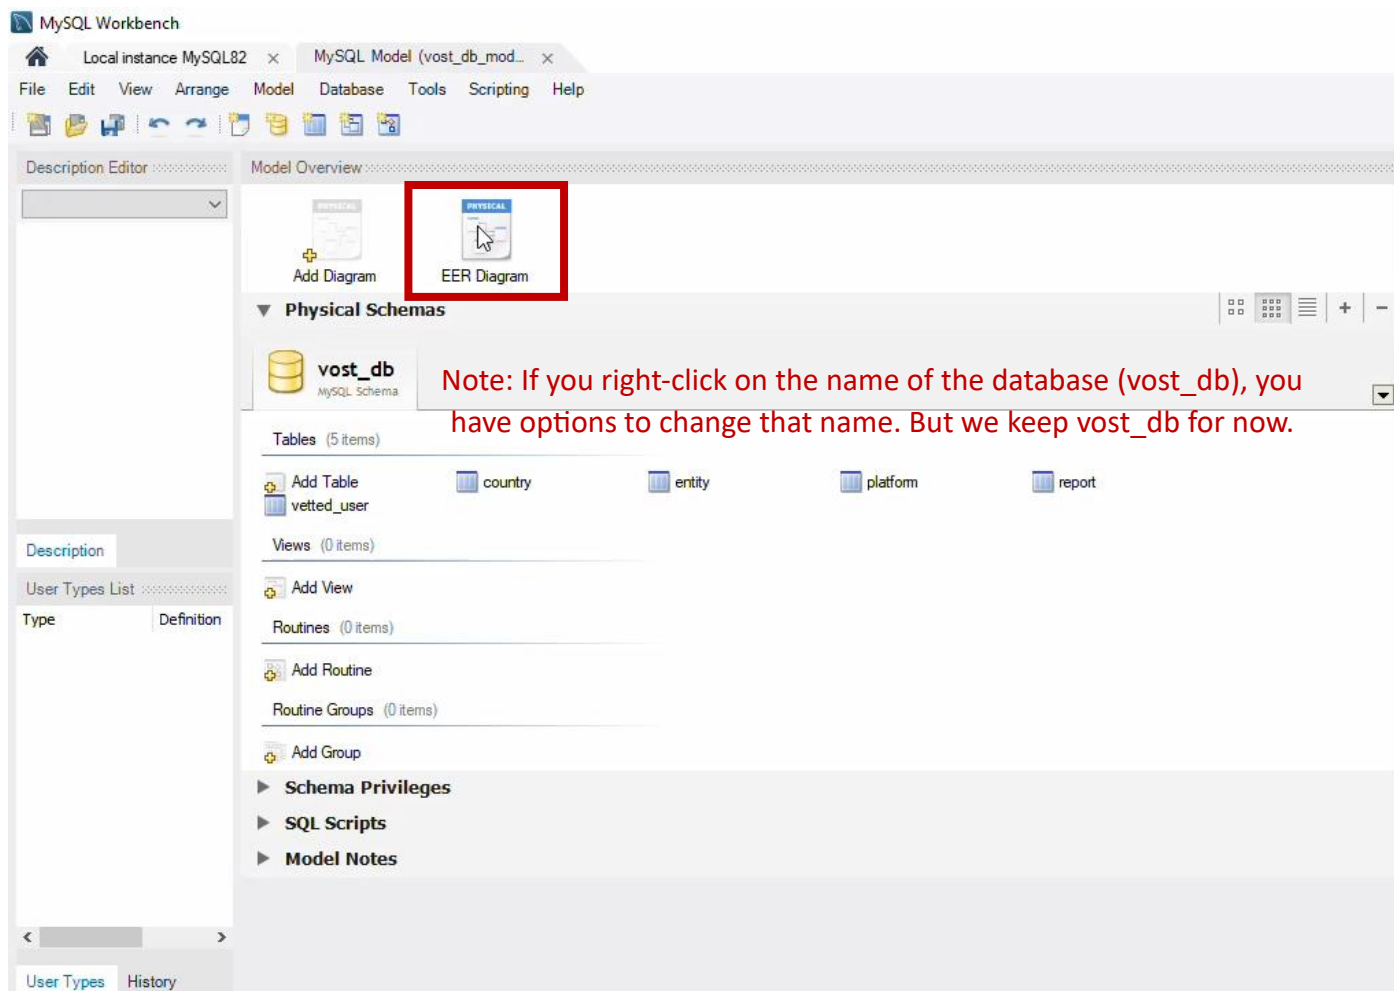 MySQL Workbench
Local instance MySQL82 × MySQL Model (vost_db_mod... ×
File Edit View Arrange Model Database Tools Scripting Help
Description Editor
Model Overview
PHYSICAL
PHYSICAL
Add Diagram
EER Diagram
Physical Schemas
vost_db
MySQL Schema
Note: If you right-click on the name of the database (vost_db), you
have options to change that name. But we keep vost_db for now.
Tables (5 items)
Add Table country entity platform report
vetted_user
Views (0 items)
Add View
Routines (0 items)
Add Routine
Routine Groups (0 items)
Add Group
Schema Privileges
SQL Scripts
Model Notes
Description
User Types List
Type Definition
User Types History